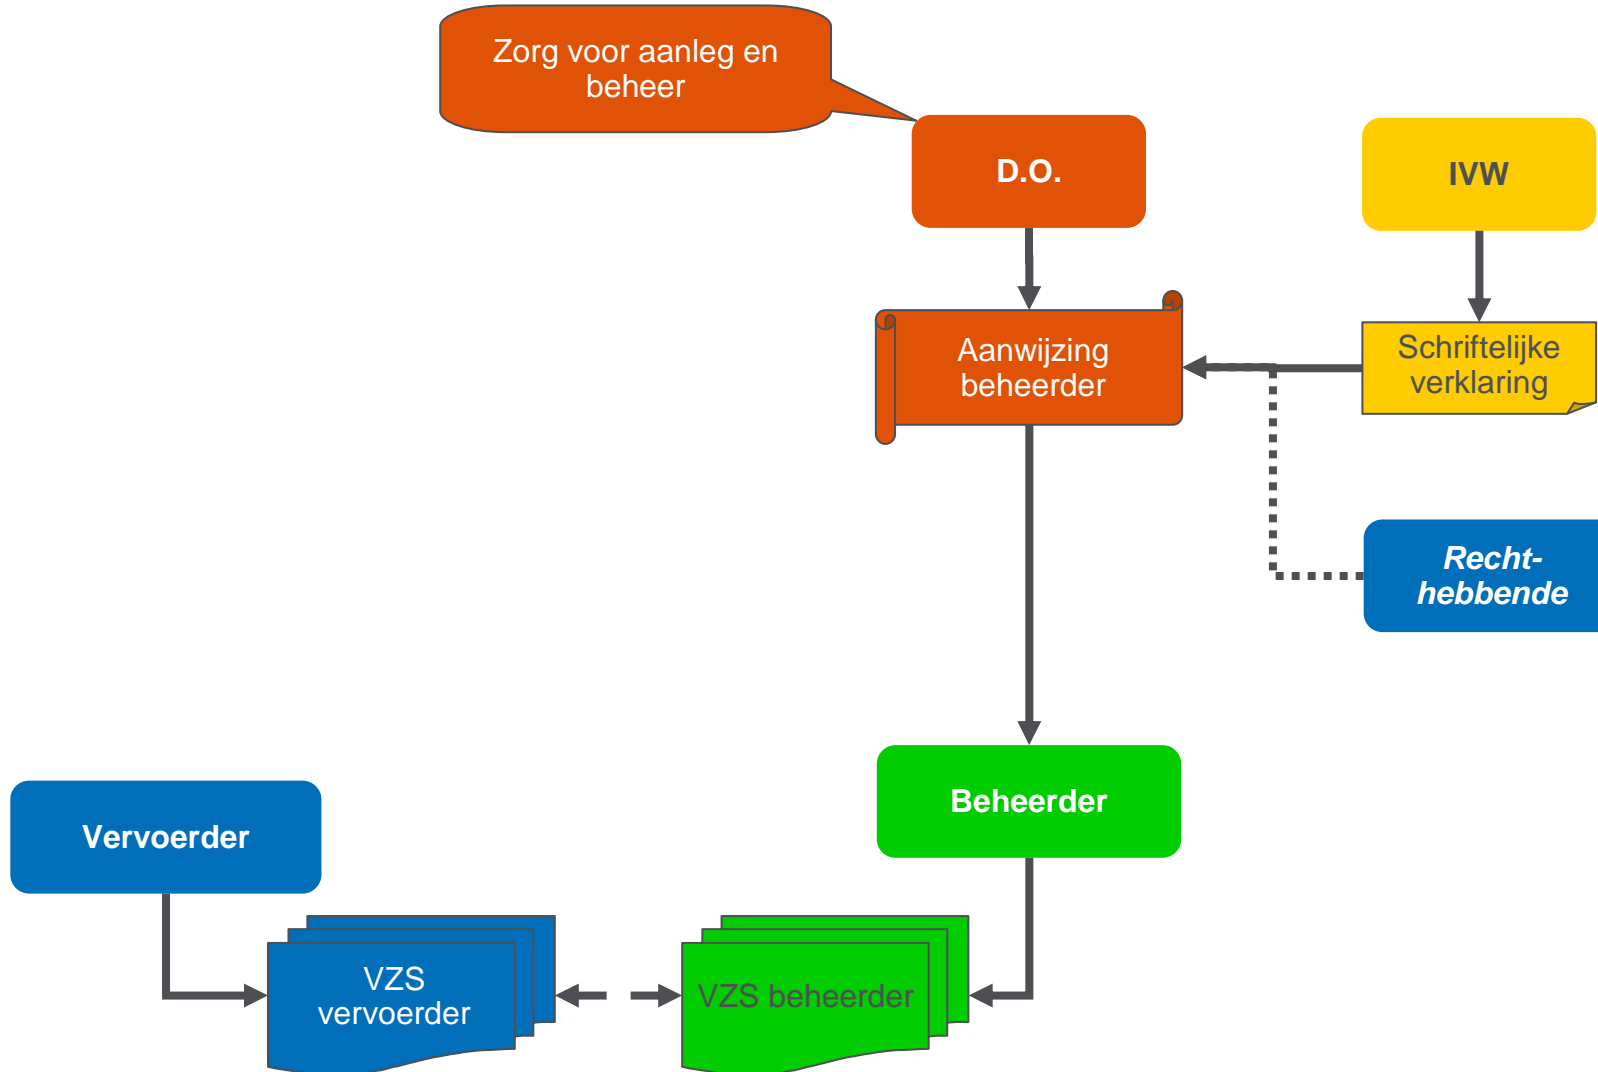 Zorg voor aanleg en
beheer
D.O.
IVW
Aanwijzing
beheerder
Schriftelijke
verklaring
Recht-
hebbende
Beheerder
Vervoerder
VZS
vervoerder
VZS beheerder